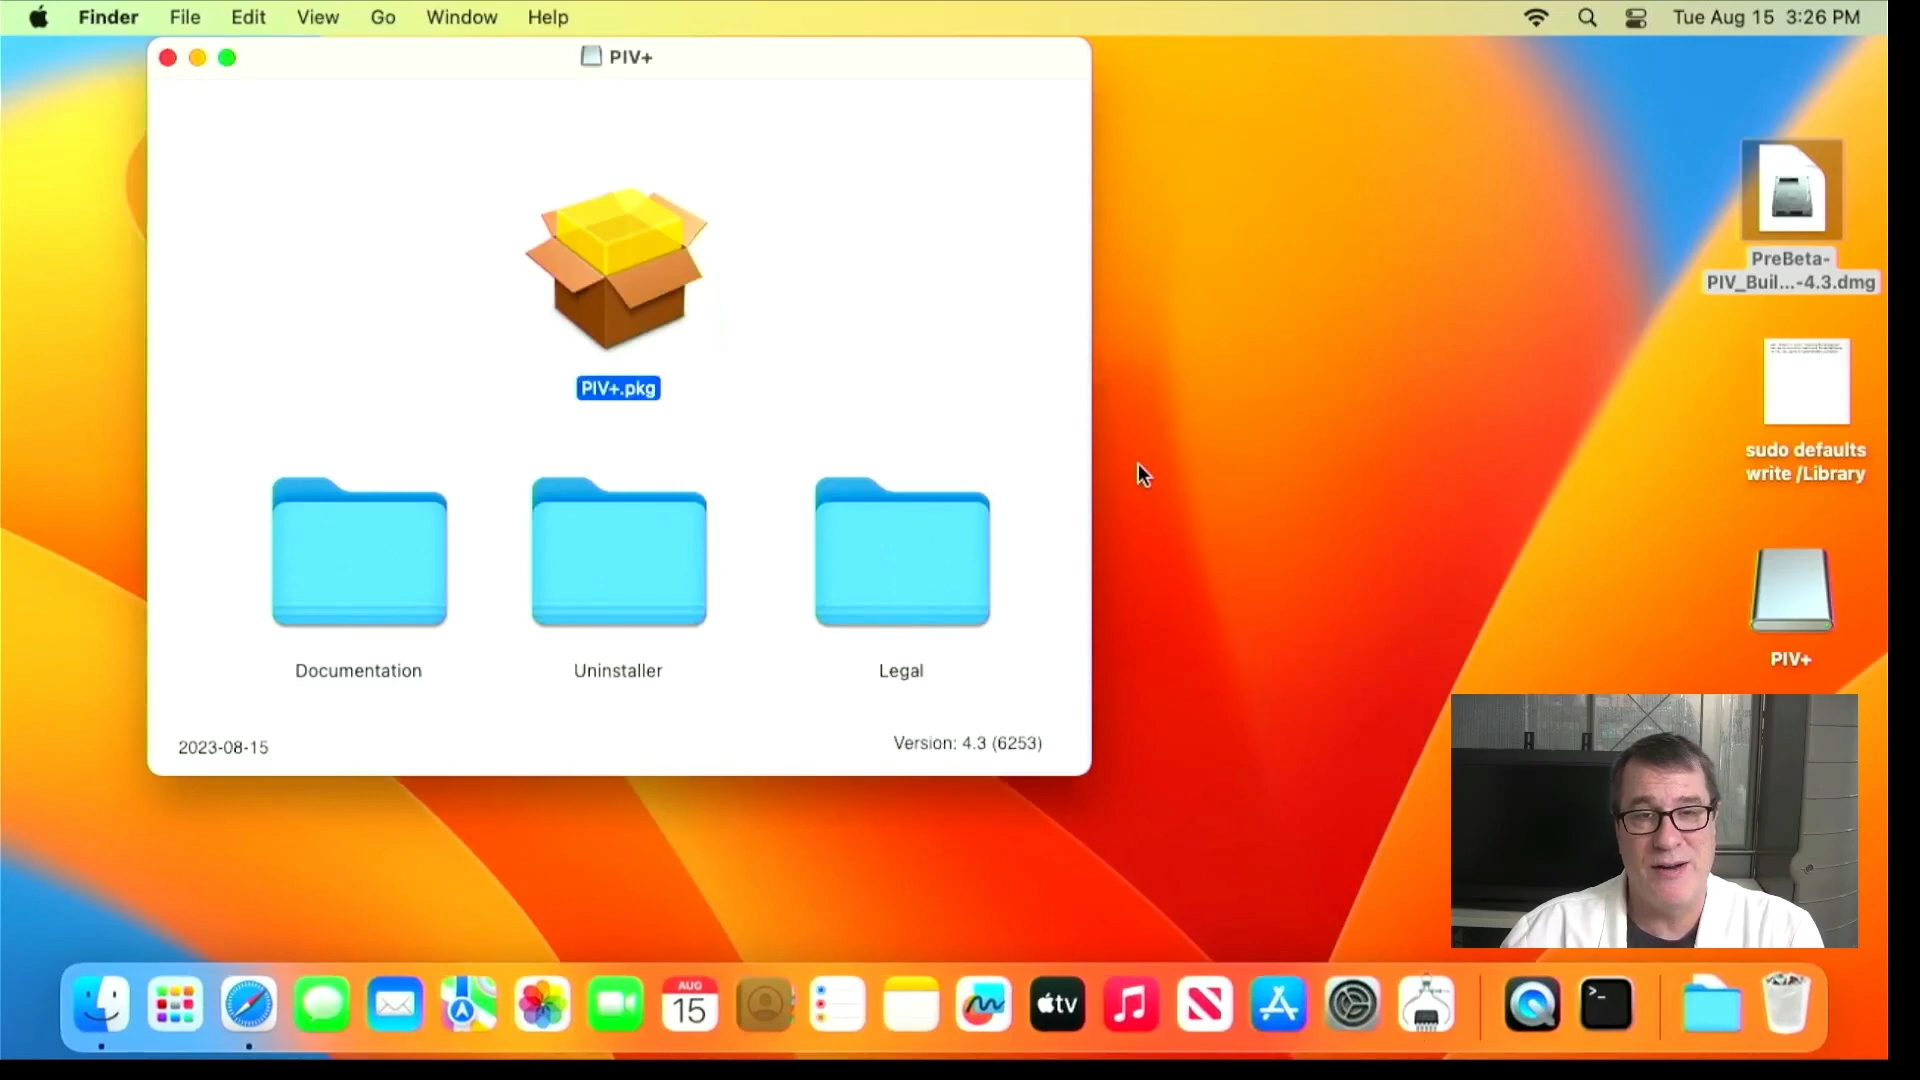 Finder File Edit View Go Window Help Tue Aug 15 3:26 PM
PIV+
PIV+.pkg
Documentation Uninstaller Legal
2023-08-15 Version: 4.3 (6253)
PreBeta-
PIV_Buil...-4.3.dmg
sudo defaults
write /Library
PIV+
AUG
15
tv
>_